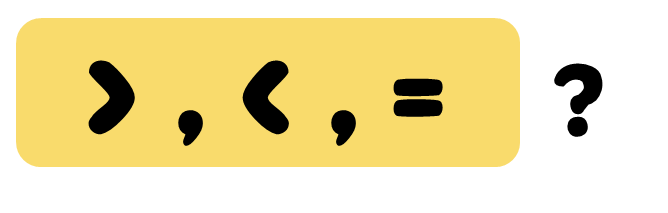 > , < , = ?